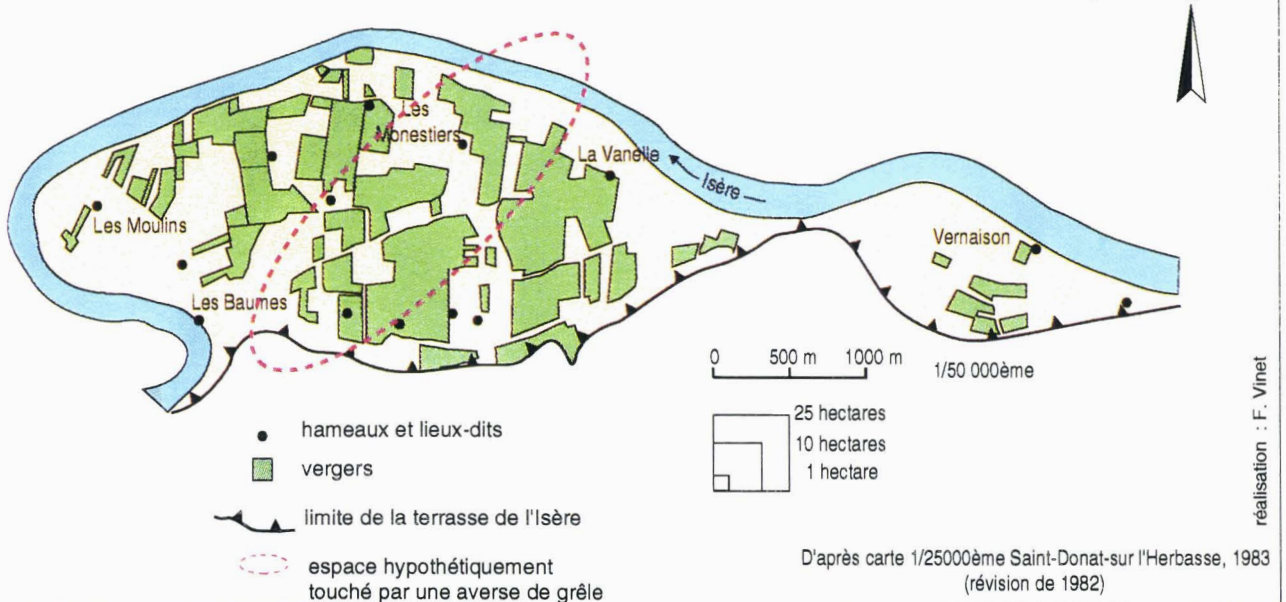 Les
Monestiers
La Vanelle
Isère
Les Moulins
Vernaison
Les Baumes
0 500 m 1000 m
1/50 000ème
hameaux et lieux-dits
vergers
limite de la terrasse de l'Isère
espace hypothétiquement
touché par une averse de grêle
25 hectares
10 hectares
1 hectare
D'après carte 1/25000ème Saint-Donat-sur l'Herbasse, 1983
(révision de 1982)
réalisation : F. Vinet